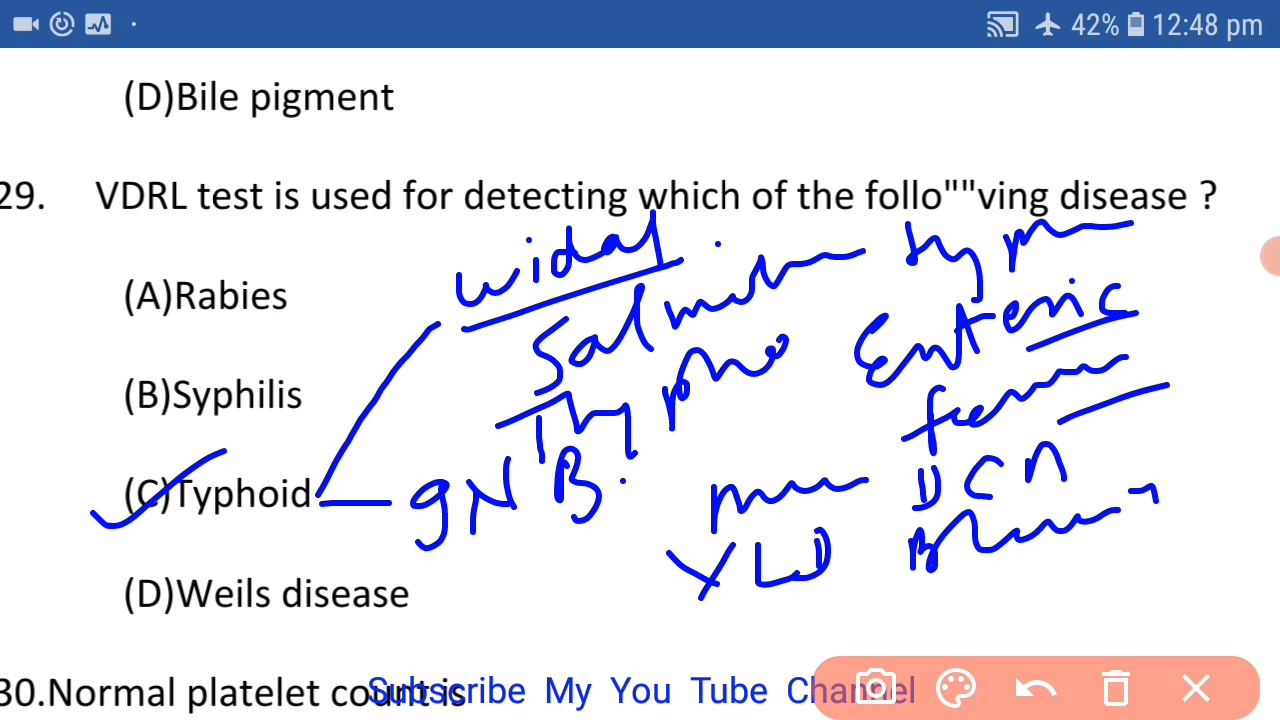 42% 12:48 pm
(D)Bile pigment
29. VDRL test is used for detecting which of the follo""ving disease ?
widal
(A)Rabies
Enteric
(B)Syphilis
(C)Typhoid
GNB
DCA
XLD
(D)Weils disease
30.Normal platelet count is
Subscribe My You Tube Channel